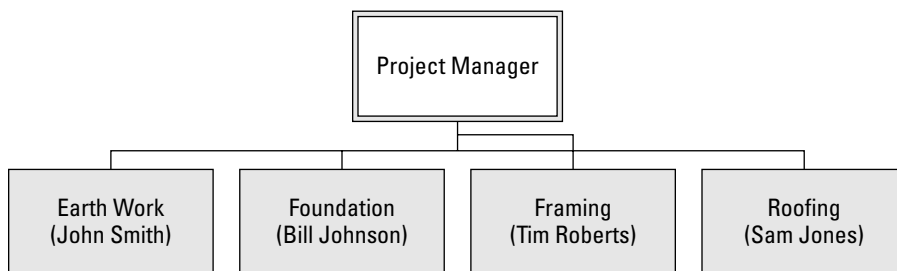 Project Manager
Earth Work
(John Smith)
Foundation
(Bill Johnson)
Framing
(Tim Roberts)
Roofing
(Sam Jones)